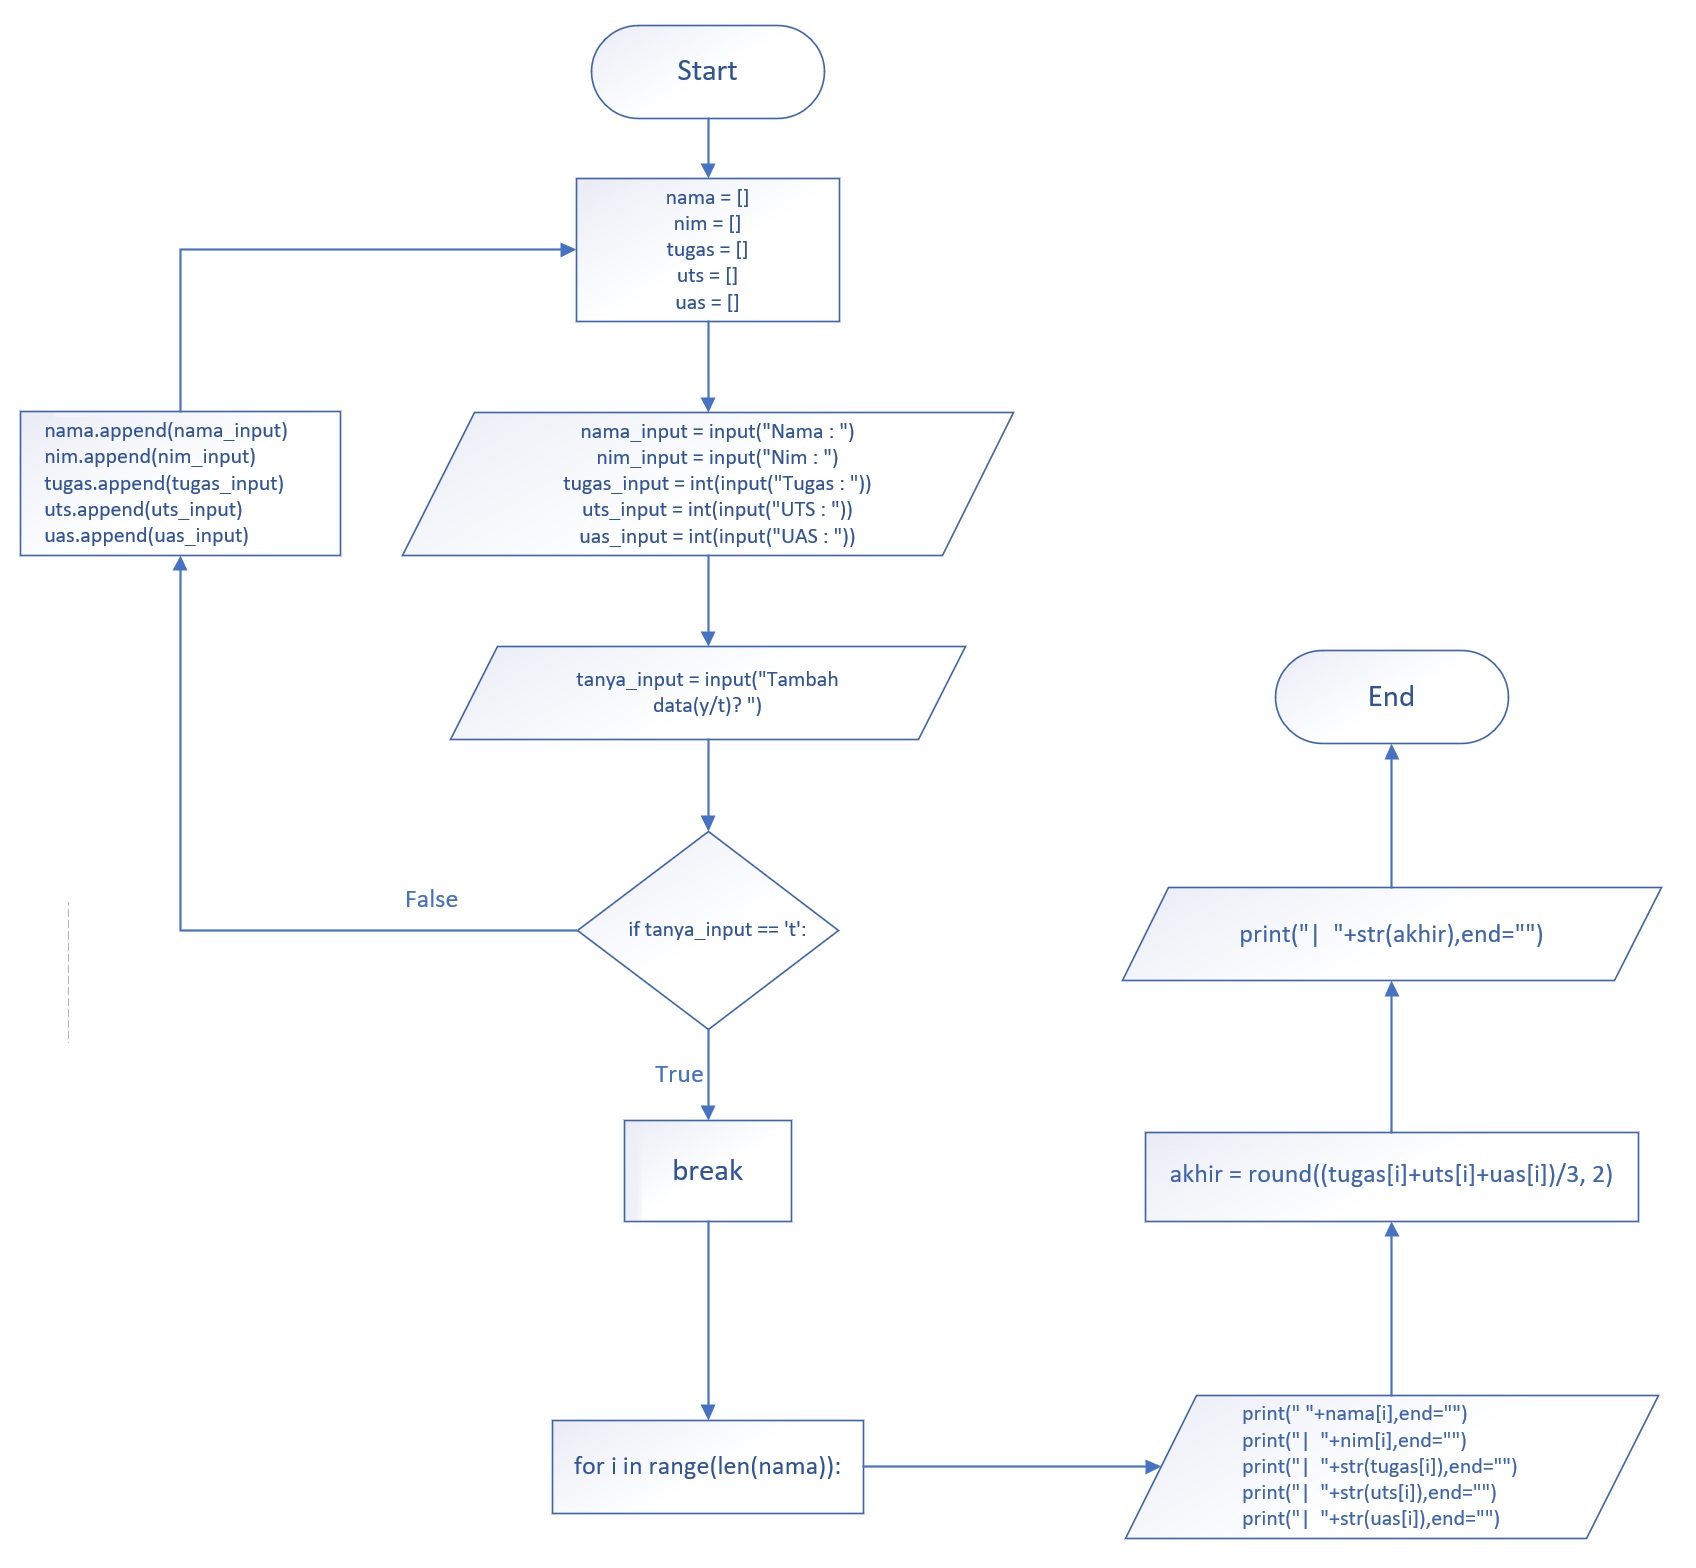 Start
nama = []
nim = []
tugas = []
uts = []
uas = []
nama.append(nama_input)
nim.append(nim_input)
tugas.append(tugas_input)
uts.append(uts_input)
uas.append(uas_input)
nama_input = input("Nama : ")
nim_input = input("Nim : ")
tugas_input = int(input("Tugas : "))
uts_input = int(input("UTS : "))
uas_input = int(input("UAS : "))
tanya_input = input("Tambah
data(y/t)? ")
False
if tanya_input == 't':
True
break
for i in range(len(nama)):
print(" "+nama[i],end="")
print("|  "+nim[i],end="")
print("|  "+str(tugas[i]),end="")
print("|  "+str(uts[i]),end="")
print("|  "+str(uas[i]),end="")
akhir = round((tugas[i]+uts[i]+uas[i])/3, 2)
print("|  "+str(akhir),end="")
End